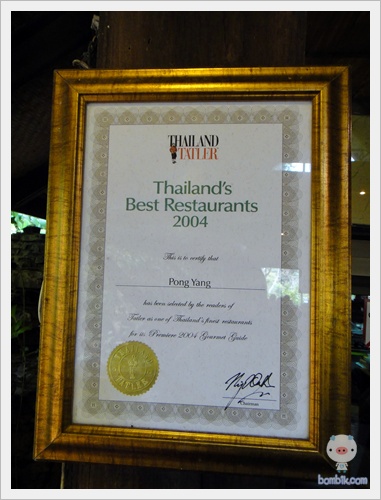 THAILAND
TATLER
Thailand's
Best Restaurants
2004
This is to certify that
Pong Yang
has been selected by the readers of
Tatler as one of Thailand's finest restaurants
for its Premiere 2004 Gourmet Guide
bombik.com